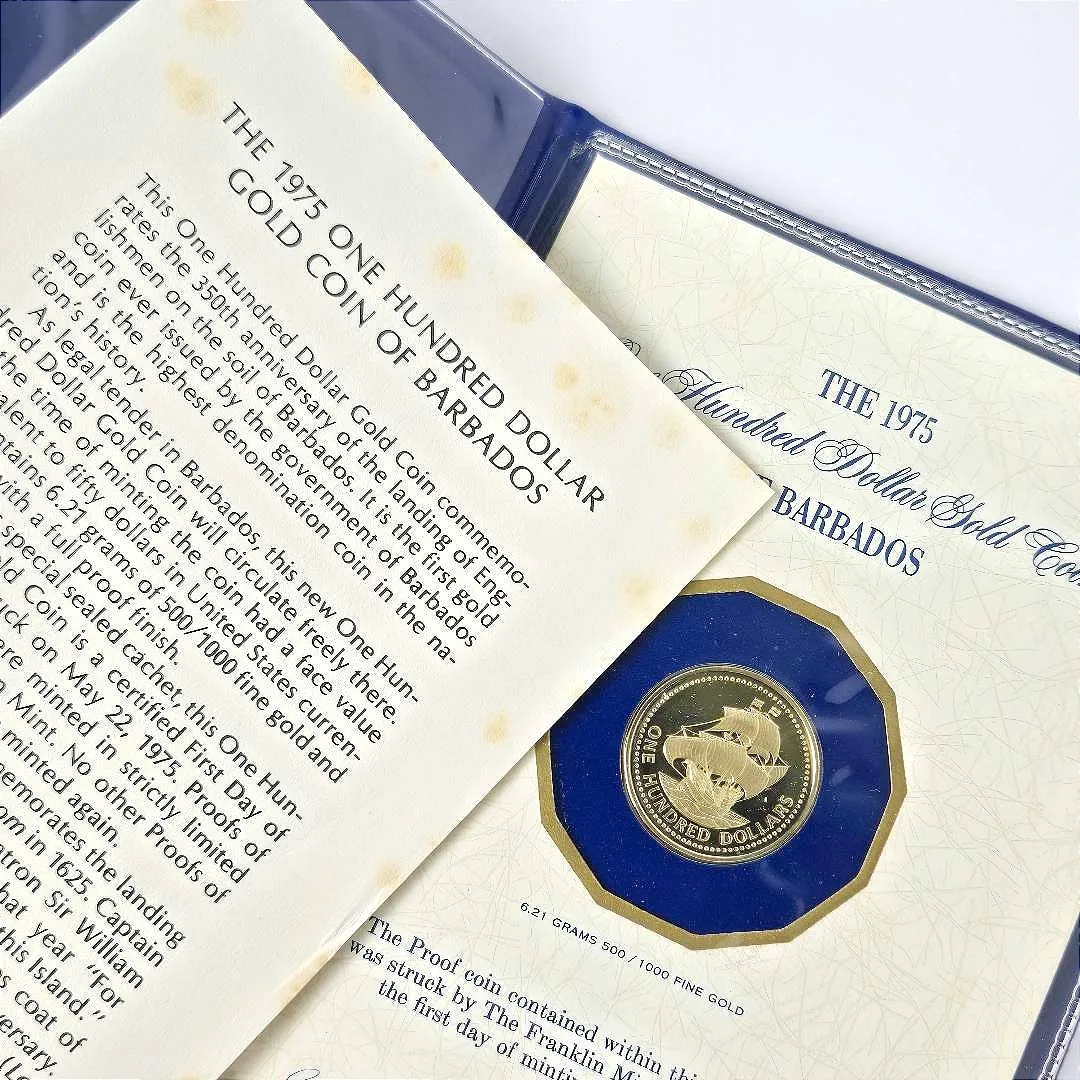 THE 1975 ONE HUNDRED DOLLAR
GOLD COIN OF BARBADOS
This One Hundred Dollar Gold Coin commemo-
rates the 350th anniversary of the landing of Eng-
lishmen on the soil of Barbados. It is the first gold
coin ever issued by the government of Barbados
and is the highest denomination coin in the na-
tion's history.
As legal tender in Barbados, this new One Hun-
dred Dollar Gold Coin will circulate freely there.
the time of minting the coin had a face value
alent to fifty dollars in United States curren-
tains 6.21 grams of 500/1000 fine gold and
with a full proof finish.
special sealed cachet, this One Hun-
ld Coin is a certified First Day of
uck on May 22, 1975. Proofs of
ere minted in strictly limited
n Mint. No other Proofs of
minted again.
emorates the landing
om in 1625. Captain
atron Sir William
hat year "For
this Island."
s coat of
ersary.
THE 1975
Hundred Dollar Gold Coin
BARBADOS
ONE HUNDRED DOLLARS
6.21 GRAMS 500/1000 FINE GOLD
The Proof coin contained within thi
was struck by The Franklin Mi
the first day of mintin